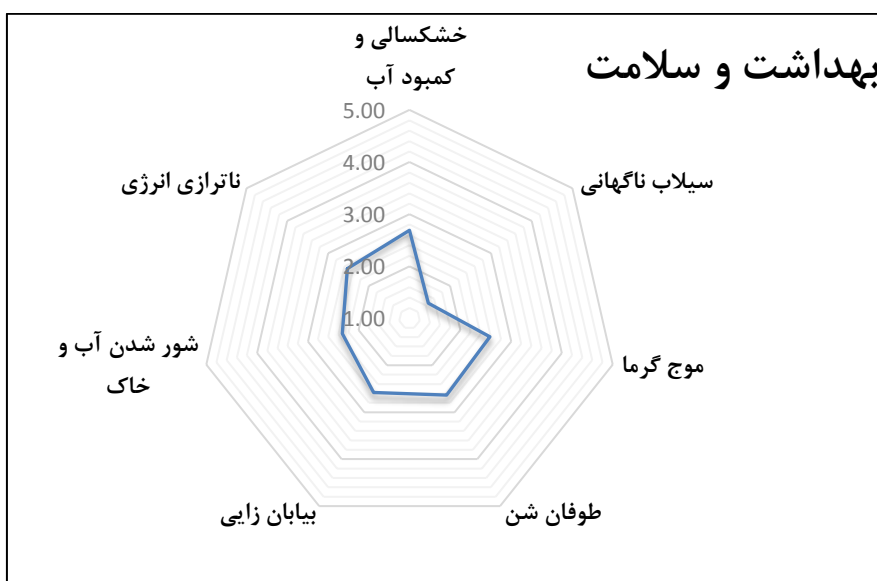 بهداشت و سلامت
خشکسالی و
کمبود آب
سیلاب ناگهانی
موج گرما
طوفان شن
بیابان زایی
شور شدن آب و
خاک
ناترازی انرژی
5.00
4.00
3.00
2.00
1.00